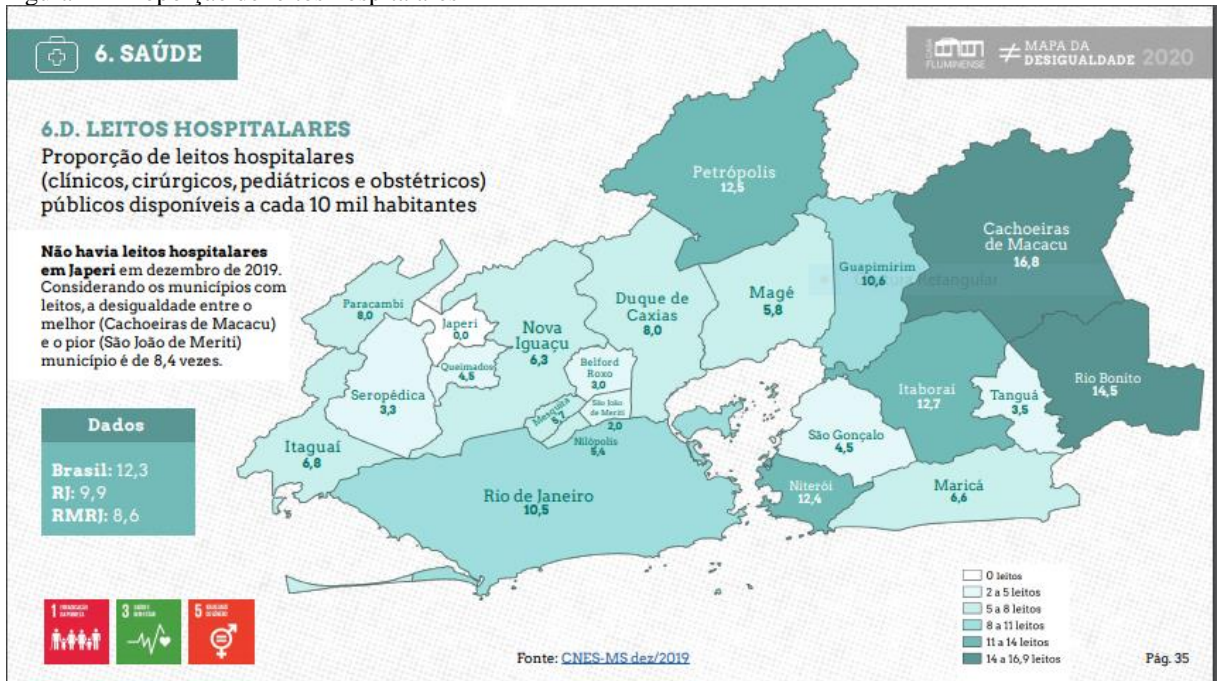 6. SAÚDE
CASA
FLUMINENSE
≠ MAPA DA
DESIGUALDADE 2020
6.D. LEITOS HOSPITALARES
Proporção de leitos hospitalares
(clínicos, cirúrgicos, pediátricos e obstétricos)
públicos disponíveis a cada 10 mil habitantes
Não havia leitos hospitalares
em Japeri em dezembro de 2019.
Considerando os municípios com
leitos, a desigualdade entre o
melhor (Cachoeiras de Macacu)
e o pior (São João de Meriti)
município é de 8,4 vezes.
Dados
Brasil: 12,3
RJ: 9,9
RMRJ: 8,6
Petrópolis
12,5
Cachoeiras
de Macacu
16,8
Guapimirim
10,6
Magé
5,8
Duque de
Caxias
8,0
Paracambi
8,0
Japeri
0,0
Nova
Iguaçu
6,3
Queimados
4,5
Belford
Roxo
3,0
Seropédica
3,3
Mesquita
5,7
São João
de Meriti
2,0
Nilópolis
5,4
Itaguaí
6,8
Rio de Janeiro
10,5
Itaboraí
12,7
Tanguá
3,5
Rio Bonito
14,5
São Gonçalo
4,5
Niterói
12,4
Maricá
6,6
0 leitos
2 a 5 leitos
5 a 8 leitos
8 a 11 leitos
11 a 14 leitos
14 a 16,9 leitos
1
3
5
Fonte: CNES-MS dez/2019
Pág. 35